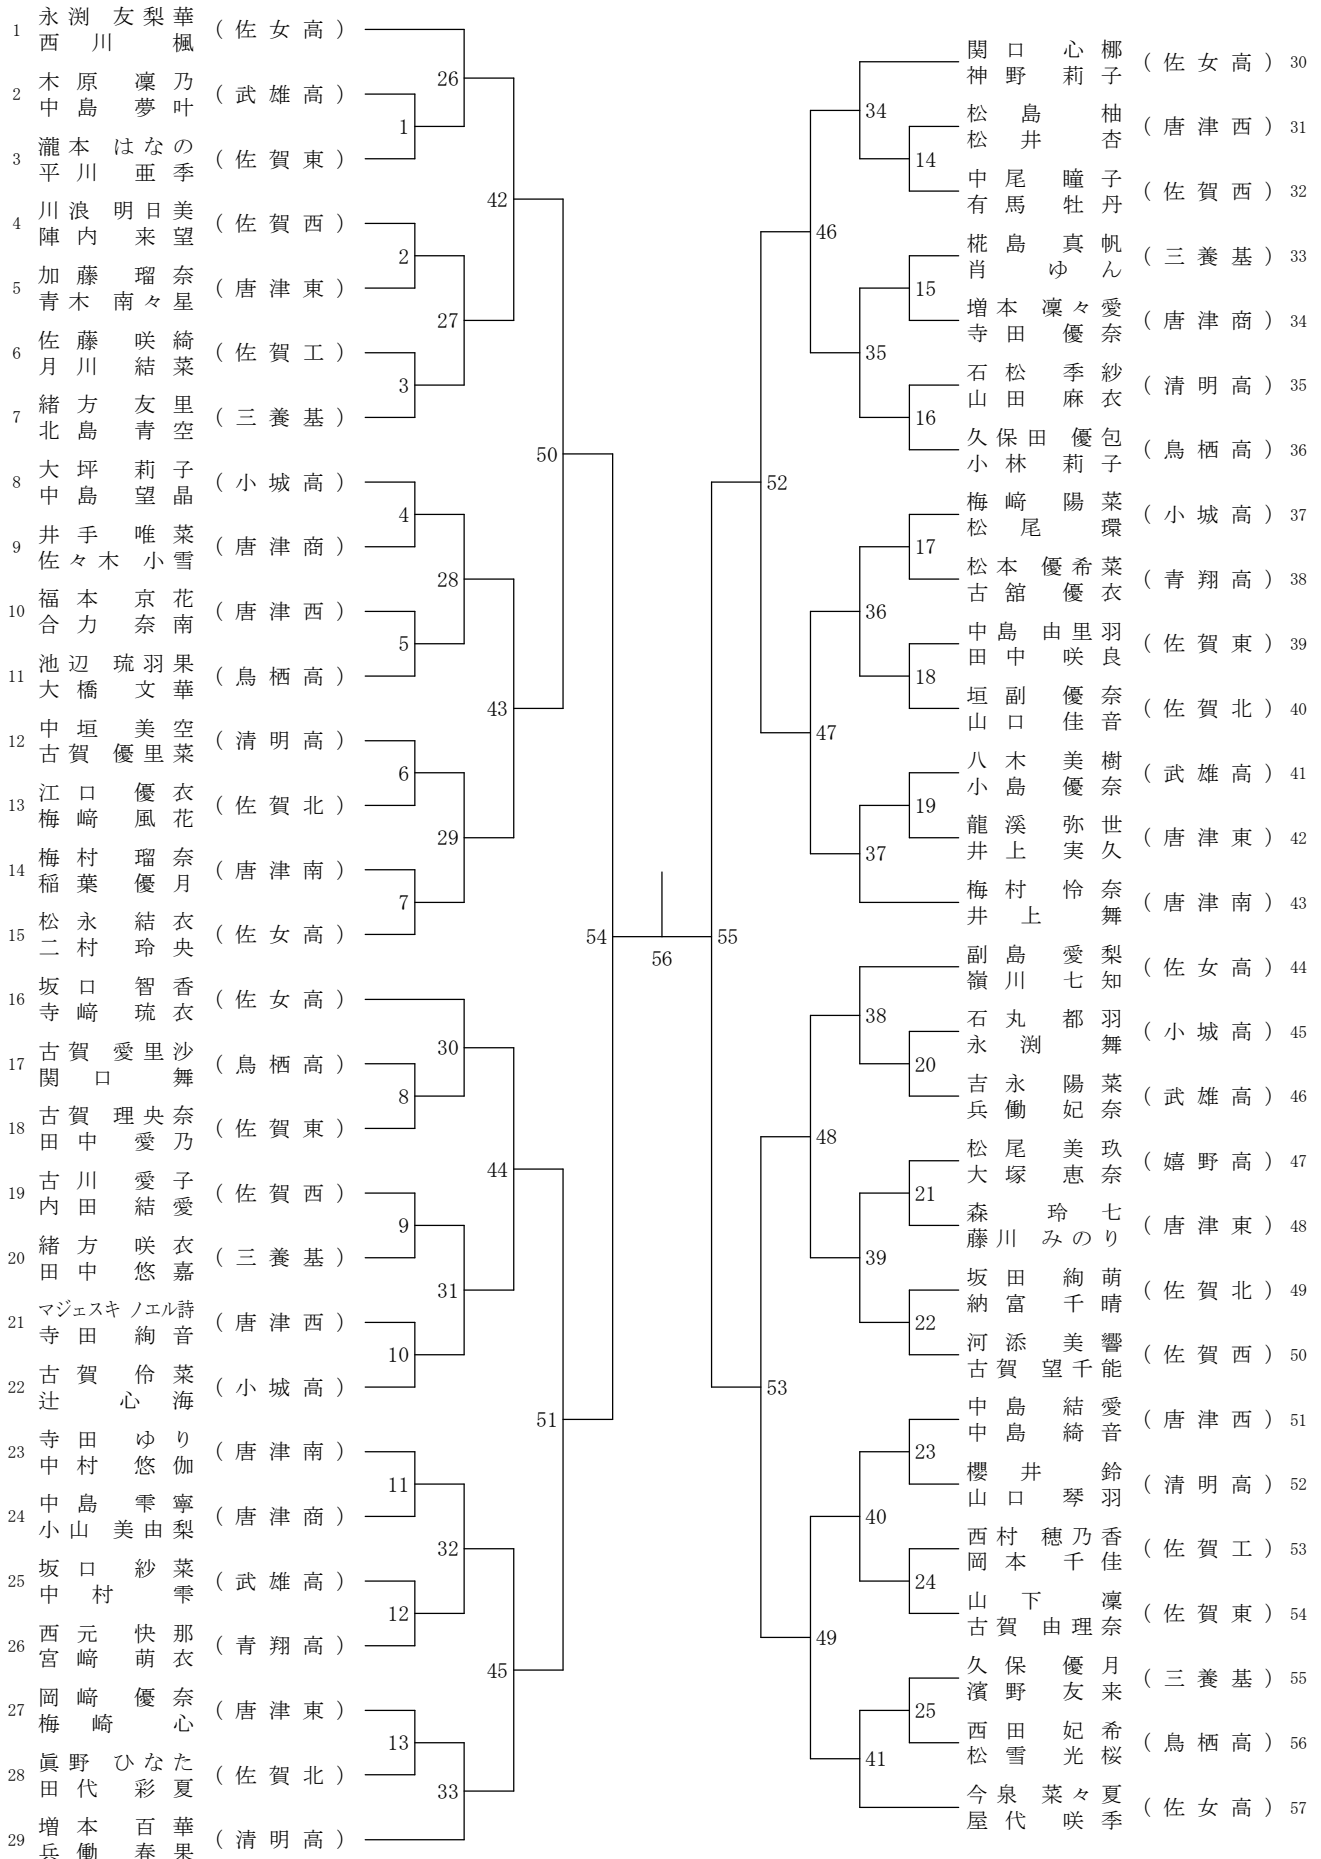 1 永渕 友梨華 (佐女高)
西川 楓
2 木原 凜乃 (武雄高)
中島 夢叶
3 瀧本 はなの (佐賀東)
平川 亜季
4 川浪 明日美 (佐賀西)
陣内 来望
5 加藤 瑠奈 (唐津東)
青木 南々星
6 佐藤 咲綺 (佐賀工)
月川 結菜
7 緒方 友里 (三養基)
北島 青空
8 大坪 莉子 (小城高)
中島 望晶
9 井手 唯菜 (唐津商)
佐々木 小雪
10 福本 京花 (唐津西)
合力 奈南
11 池辺 琉羽果 (鳥栖高)
大橋 文華
12 中垣 美空 (清明高)
古賀 優里菜
13 江口 優衣 (佐賀北)
梅﨑 風花
14 梅村 瑠奈 (唐津南)
稲葉 優月
15 松永 結衣 (佐女高)
二村 玲央
16 坂口 智香 (佐女高)
寺﨑 琉衣
17 古賀 愛里沙 (鳥栖高)
関口 舞
18 古賀 理央奈 (佐賀東)
田中 愛乃
19 古川 愛子 (佐賀西)
内田 結愛
20 緒方 咲衣 (三養基)
田中 悠嘉
21 マジェスキ ノエル詩 (唐津西)
寺田 絢音
22 古賀 伶菜 (小城高)
辻 心海
23 寺田 ゆり (唐津南)
中村 悠伽
24 中島 雫寧 (唐津商)
小山 美由梨
25 坂口 紗菜 (武雄高)
中村 雫
26 西元 快那 (青翔高)
宮﨑 萌衣
27 岡﨑 優奈 (唐津東)
梅崎 心
28 眞野 ひなた (佐賀北)
田代 彩夏
29 増本 百華 (清明高)
兵働 春果
26
1
42
2
27
3
50
4
28
5
43
6
29
7
54
30
8
44
9
31
10
51
11
32
12
45
13
33
56
55
34
14
46
15
35
16
52
17
36
18
47
19
37
38
20
48
21
39
22
53
23
40
24
49
25
41
関口 心梛 (佐女高) 30
神野 莉子
松島 柚 (唐津西) 31
松井 杏
中尾 瞳子 (佐賀西) 32
有馬 牡丹
椛島 真帆 (三養基) 33
肖 ゆん
増本 凜々愛 (唐津商) 34
寺田 優奈
石松 季紗 (清明高) 35
山田 麻衣
久保田 優包 (鳥栖高) 36
小林 莉子
梅﨑 陽菜 (小城高) 37
松尾 環
松本 優希菜 (青翔高) 38
古舘 優衣
中島 由里羽 (佐賀東) 39
田中 咲良
垣副 優奈 (佐賀北) 40
山口 佳音
八木 美樹 (武雄高) 41
小島 優奈
龍溪 弥世 (唐津東) 42
井上 実久
梅村 怜奈 (唐津南) 43
井上 舞
副島 愛梨 (佐女高) 44
嶺川 七知
石丸 都羽 (小城高) 45
永渕 舞
吉永 陽菜 (武雄高) 46
兵働 妃奈
松尾 美玖 (嬉野高) 47
大塚 恵奈
森 玲七 (唐津東) 48
藤川 みのり
坂田 絢萌 (佐賀北) 49
納富 千晴
河添 美響 (佐賀西) 50
古賀 望千能
中島 結愛 (唐津西) 51
中島 綺音
櫻井 鈴 (清明高) 52
山口 琴羽
西村 穂乃香 (佐賀工) 53
岡本 千佳
山下 凜 (佐賀東) 54
古賀 由理奈
久保 優月 (三養基) 55
濱野 友来
西田 妃希 (鳥栖高) 56
松雪 光桜
今泉 菜々夏 (佐女高) 57
屋代 咲季